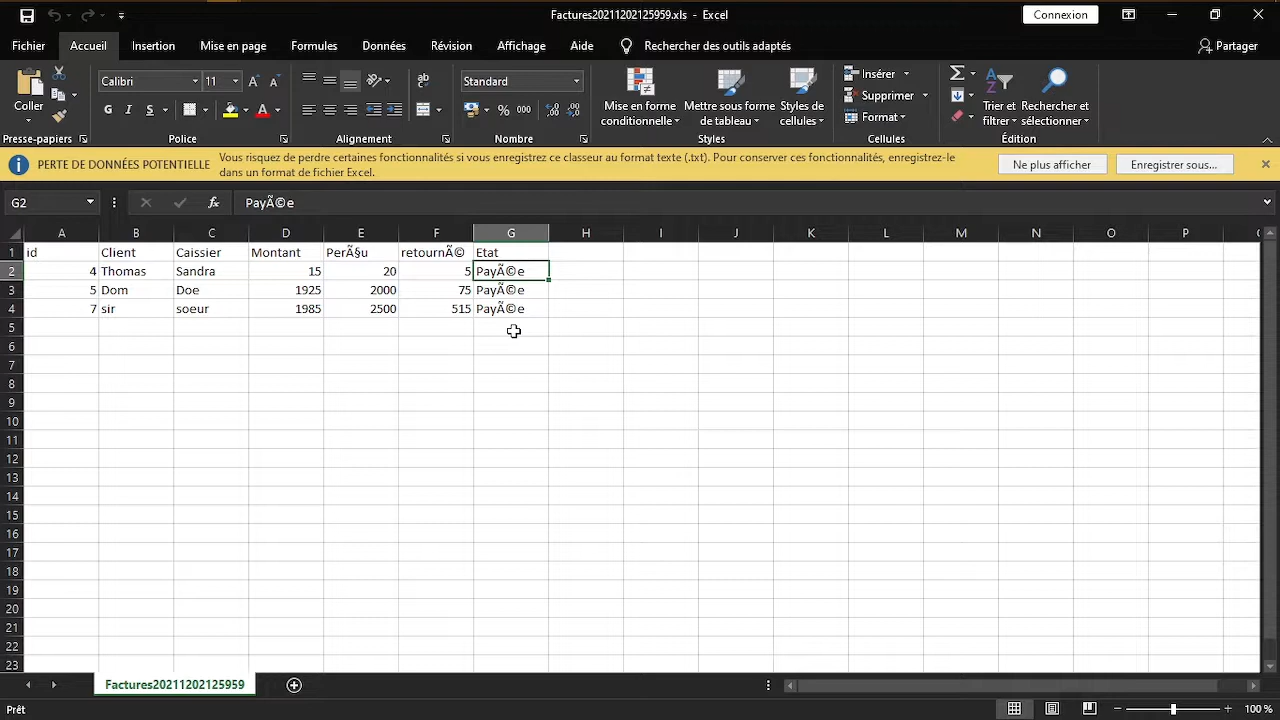 Factures20211202125959.xls - Excel
Connexion
Fichier Accueil Insertion Mise en page Formules Données Révision Affichage Aide Rechercher des outils adaptés Partager
Coller
Presse-papiers
Calibri 11
G I S A
Police
ab
Alignement
Standard
% 000
Nombre
Mise en forme conditionnelle
Mettre sous forme de tableau
Styles de cellules
Styles
Insérer
Supprimer
Format
Cellules
Trier et filtrer
Rechercher et sélectionner
Édition
PERTE DE DONNÉES POTENTIELLE Vous risquez de perdre certaines fonctionnalités si vous enregistrez ce classeur au format texte (.txt). Pour conserver ces fonctionnalités, enregistrez-le
dans un format de fichier Excel.
Ne plus afficher Enregistrer sous...
G2 fx PayÃ©e
A B C D E F G H I J K L M N O P
1 id Client Caissier Montant PerÃ§u retournÃ© Etat
2 4 Thomas Sandra 15 20 5 PayÃ©e
3 5 Dom Doe 1925 2000 75 PayÃ©e
4 7 sir soeur 1985 2500 515 PayÃ©e
5
6
7
8
9
10
11
12
13
14
15
16
17
18
19
20
21
22
23
Factures20211202125959
Prêt 100 %